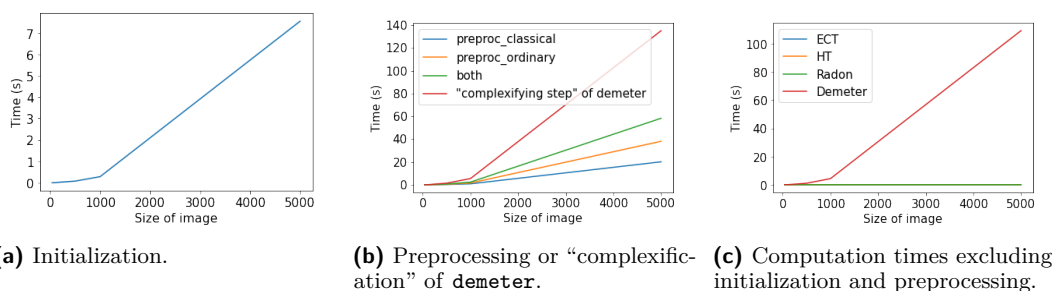 7
6
5
4
3
2
1
0
Time (s)
0 1000 2000 3000 4000 5000
Size of image
(a) Initialization.
140
120
100
80
60
40
20
0
Time (s)
preproc_classical
preproc_ordinary
both
"complexifying step" of demeter
0 1000 2000 3000 4000 5000
Size of image
(b) Preprocessing or “complexific-
ation” of demeter.
100
80
60
40
20
0
Time (s)
ECT
HT
Radon
Demeter
0 1000 2000 3000 4000 5000
Size of image
(c) Computation times excluding
initialization and preprocessing.